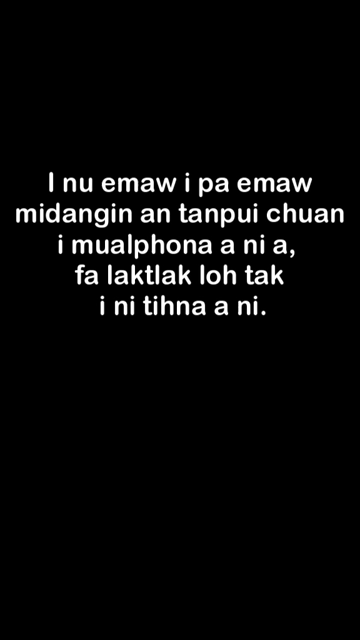 I nu emaw i pa emaw
midangin an tanpui chuan
i mualphona a ni a,
fa laktlak loh tak
i ni tihna a ni.